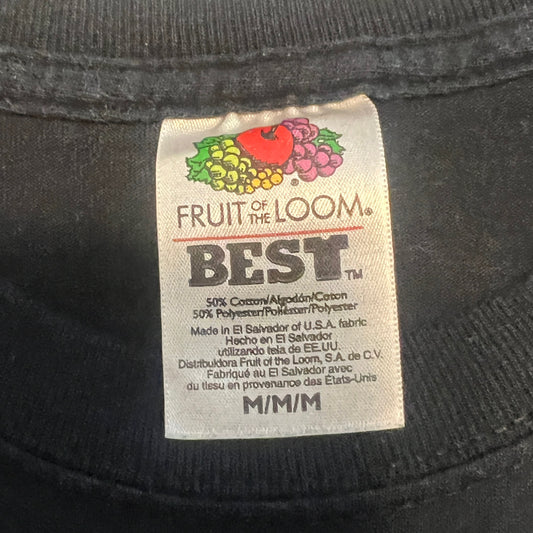 FRUIT OF THE LOOM®
BEST™
50% Cotton/Algodón/Coton
50% Polyester/Poliéster/Polyester
Made in El Salvador of U.S.A. fabric
Hecho en El Salvador
utilizando tela de EE.UU.
Distribuidora Fruit of the Loom, S.A. de C.V.
Fabriqué au El Salvador avec
du tissu en provenance des États-Unis
M/M/M